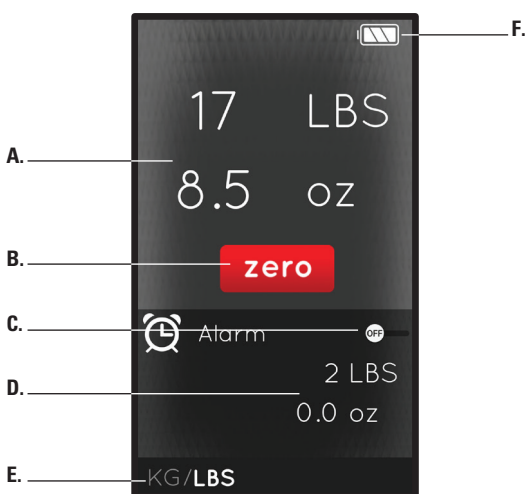 F.
17 LBS
A.
8.5 oz
B.
zero
C.
Alarm OFF
2 LBS
D.
0.0 oz
E.
KG/LBS